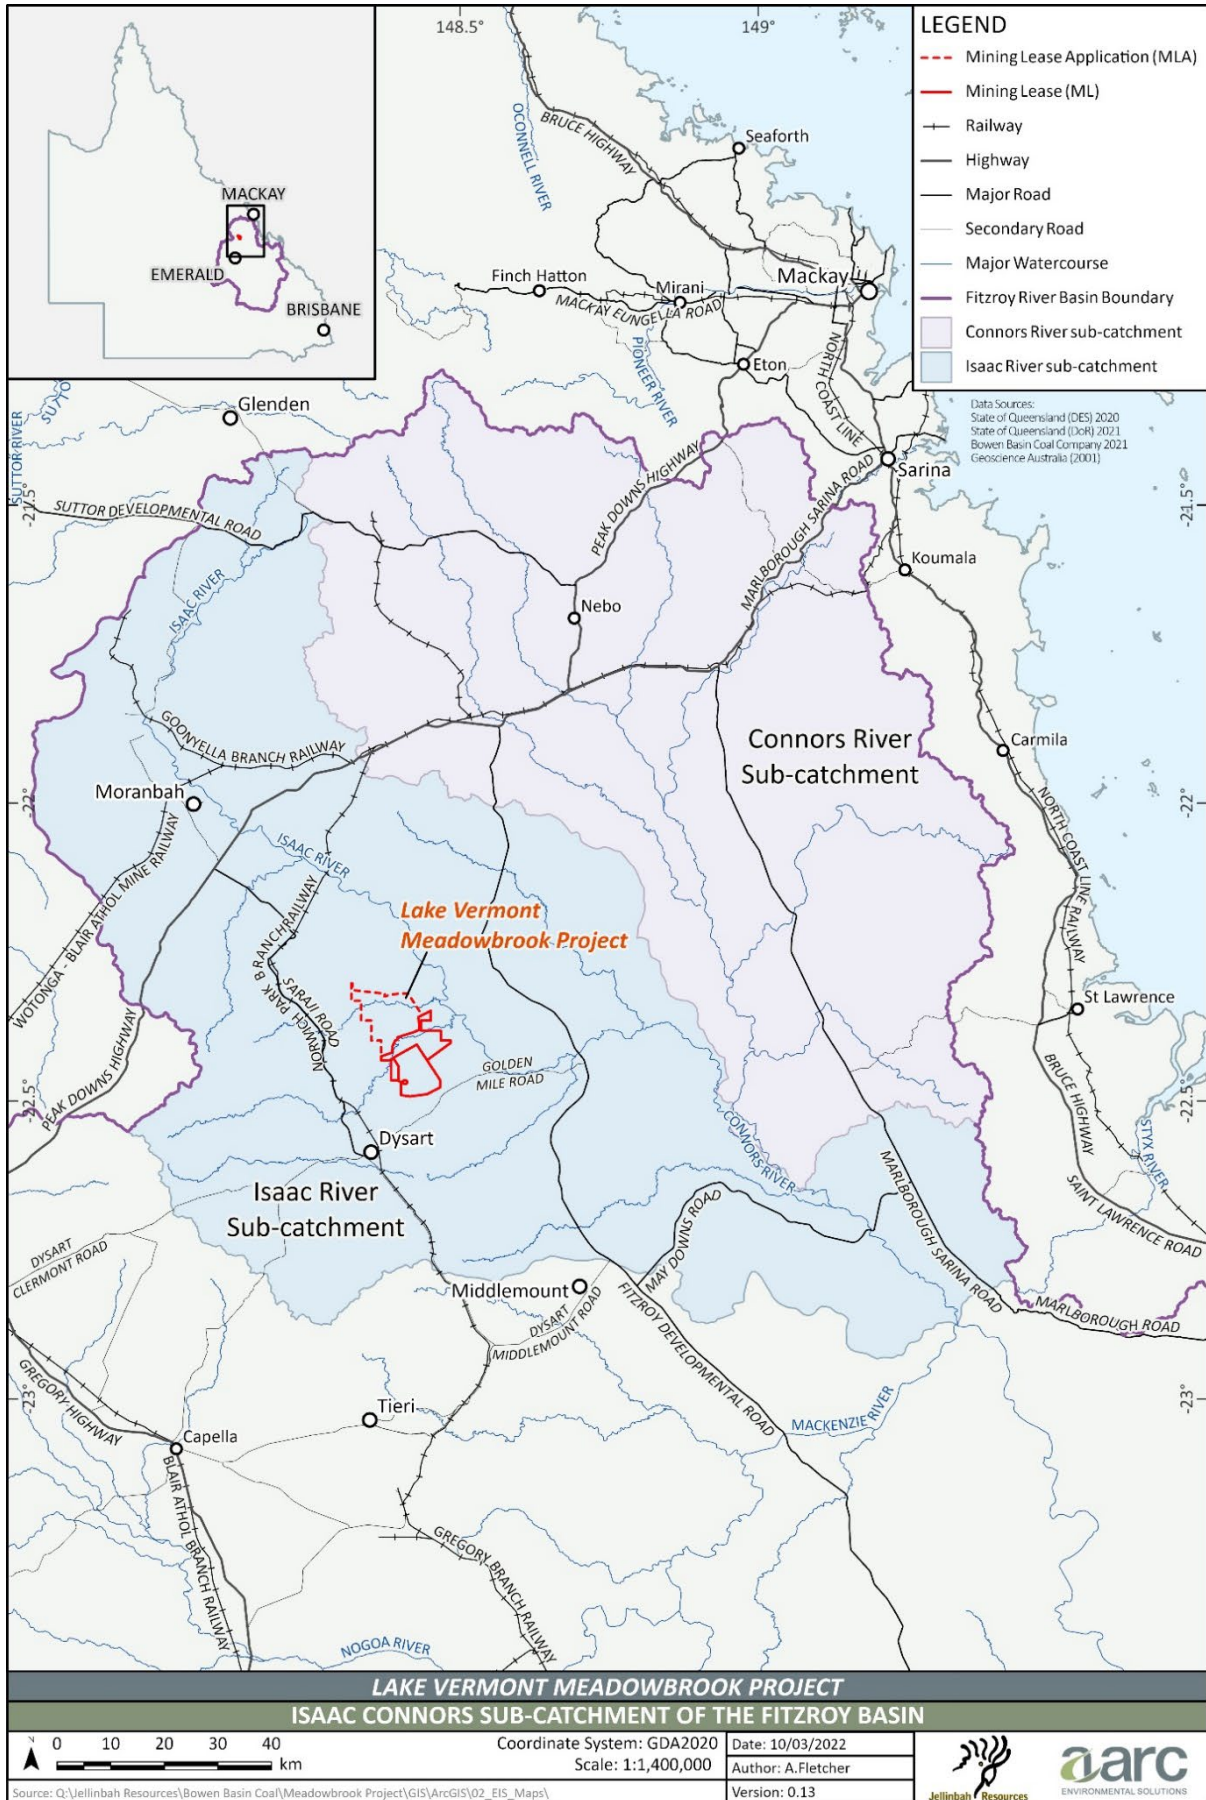 148.5°
149°
LEGEND
Mining Lease Application (MLA)
Mining Lease (ML)
Railway
Highway
Major Road
Secondary Road
Major Watercourse
Fitzroy River Basin Boundary
Connors River sub-catchment
Isaac River sub-catchment
Data Sources:
State of Queensland (DES) 2020
State of Queensland (DoR) 2021
Bowen Basin Coal Company 2021
Geoscience Australia (2001)
MACKAY
EMERALD
BRISBANE
OCONNELL RIVER
BRUCE HIGHWAY
Seaforth
Finch Hatton
Mirani
Mackay
MACKAY EUNGELLA ROAD
PIONEER RIVER
Eton
NORTH COAST LINE
Glenden
SUTTOR RIVER
Sarina
SUTTOR DEVELOPMENTAL ROAD
PEAK DOWNS HIGHWAY
MARLBOROUGH SARINA ROAD
-21.5°
-21.5°
Koumala
ISAAC RIVER
Nebo
GOONYELLA BRANCH RAILWAY
Connors River
Sub-catchment
Carmila
Moranbah
-22°
-22°
ISAAC RIVER
NORTH COAST LINE RAILWAY
WOTONGA - BLAIR ATHOL MINE RAILWAY
Lake Vermont
Meadowbrook Project
NORWICH PARK BRANCH RAILWAY
SARAJI ROAD
St Lawrence
PEAK DOWNS HIGHWAY
GOLDEN
MILE ROAD
-22.5°
-22.5°
BRUCE HIGHWAY
STYX RIVER
CONNORS RIVER
Dysart
Isaac River
Sub-catchment
MARLBOROUGH SARINA ROAD
SAINT LAWRENCE ROAD
MAY DOWNS ROAD
DYSART
CLERMONT ROAD
Middlemount
DYSART
MIDDLEMOUNT ROAD
FITZROY DEVELOPMENTAL ROAD
MARLBOROUGH ROAD
GREGORY HIGHWAY
-23°
-23°
Tieri
MACKENZIE RIVER
Capella
BLAIR ATHOL BRANCH RAILWAY
GREGORY BRANCH RAILWAY
NOGOA RIVER
LAKE VERMONT MEADOWBROOK PROJECT
ISAAC CONNORS SUB-CATCHMENT OF THE FITZROY BASIN
N
0 10 20 30 40
km
Coordinate System: GDA2020
Scale: 1:1,400,000
Date: 10/03/2022
Author: A.Fletcher
Version: 0.13
Source: Q:\Jellinbah Resources\Bowen Basin Coal\Meadowbrook Project\GIS\ArcGIS\02_EIS_Maps\
Jellinbah Resources
aarc
ENVIRONMENTAL SOLUTIONS